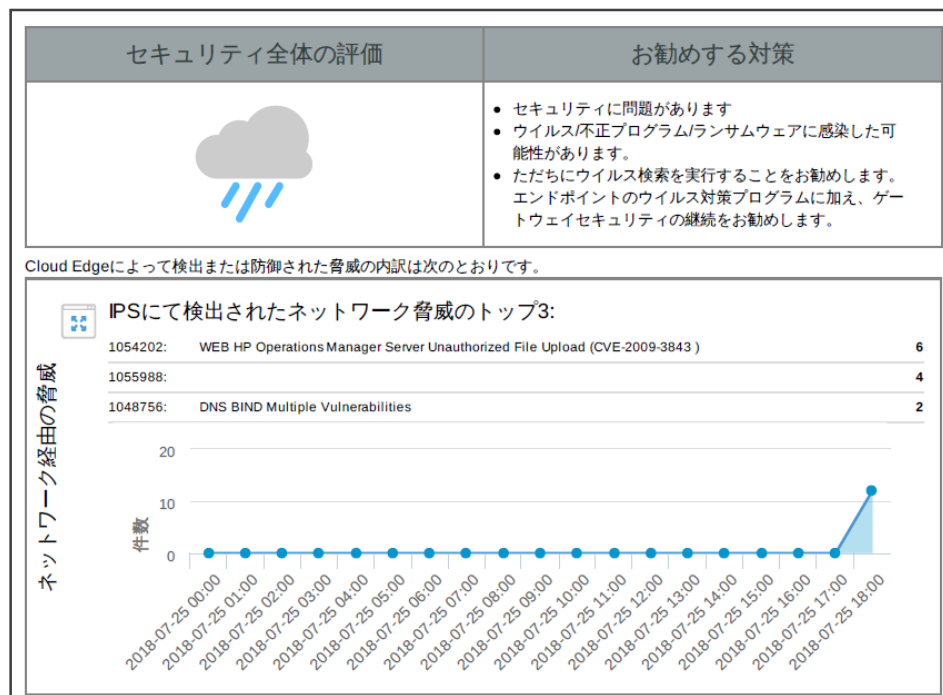 セキュリティ全体の評価
お勧めする対策
● セキュリティに問題があります
● ウイルス/不正プログラム/ランサムウェアに感染した可
能性があります。
● ただちにウイルス検索を実行することをお勧めします。
エンドポイントのウイルス対策プログラムに加え、ゲー
トウェイセキュリティの継続をお勧めします。
Cloud Edgeによって検出または防御された脅威の内訳は次のとおりです。
ネットワーク経由の脅威
IPSにて検出されたネットワーク脅威のトップ3:
1054202: WEB HP Operations Manager Server Unauthorized File Upload (CVE-2009-3843 ) 6
1055988: 4
1048756: DNS BIND Multiple Vulnerabilities 2
件数
20
10
0
2018-07-25 00:00
2018-07-25 01:00
2018-07-25 02:00
2018-07-25 03:00
2018-07-25 04:00
2018-07-25 05:00
2018-07-25 06:00
2018-07-25 07:00
2018-07-25 08:00
2018-07-25 09:00
2018-07-25 10:00
2018-07-25 11:00
2018-07-25 12:00
2018-07-25 13:00
2018-07-25 14:00
2018-07-25 15:00
2018-07-25 16:00
2018-07-25 17:00
2018-07-25 18:00